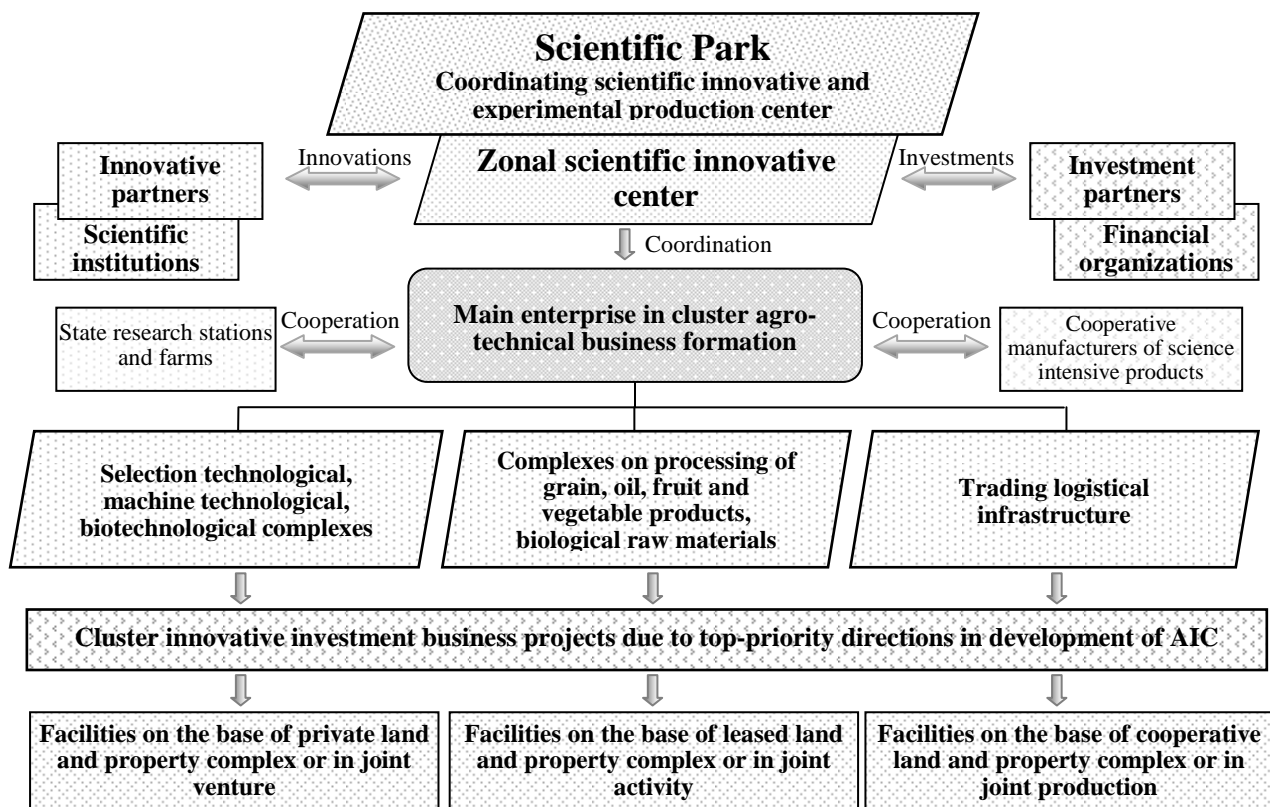 Scientific Park
Coordinating scientific innovative and
experimental production center
Innovative
partners
Innovations
Zonal scientific innovative
center
Investments
Investment
partners
Scientific
institutions
Coordination
Financial
organizations
State research stations
and farms
Cooperation
Main enterprise in cluster agro-
technical business formation
Cooperation
Cooperative
manufacturers of science
intensive products
Selection technological,
machine technological,
biotechnological complexes
Complexes on processing of
grain, oil, fruit and
vegetable products,
biological raw materials
Trading logistical
infrastructure
Cluster innovative investment business projects due to top-priority directions in development of AIC
Facilities on the base of private land
and property complex or in joint
venture
Facilities on the base of leased land
and property complex or in joint
activity
Facilities on the base of cooperative
land and property complex or in
joint production